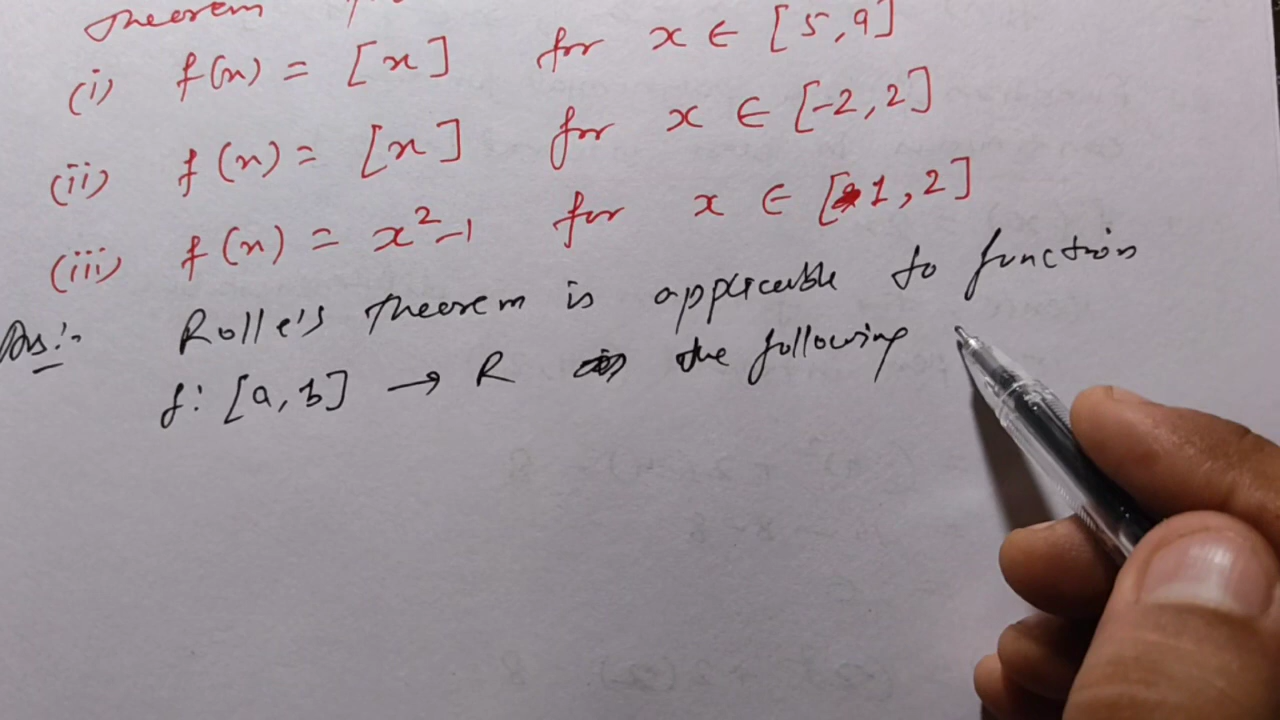 Theorem
(i) f(x) = [x] for x ∈ [5,9]
(ii) f(x) = [x] for x ∈ [-2,2]
(iii) f(x) = x²-1 for x ∈ [1,2]
Ans:- Rolle's theorem is applicable to function
f: [a,b] → R the following